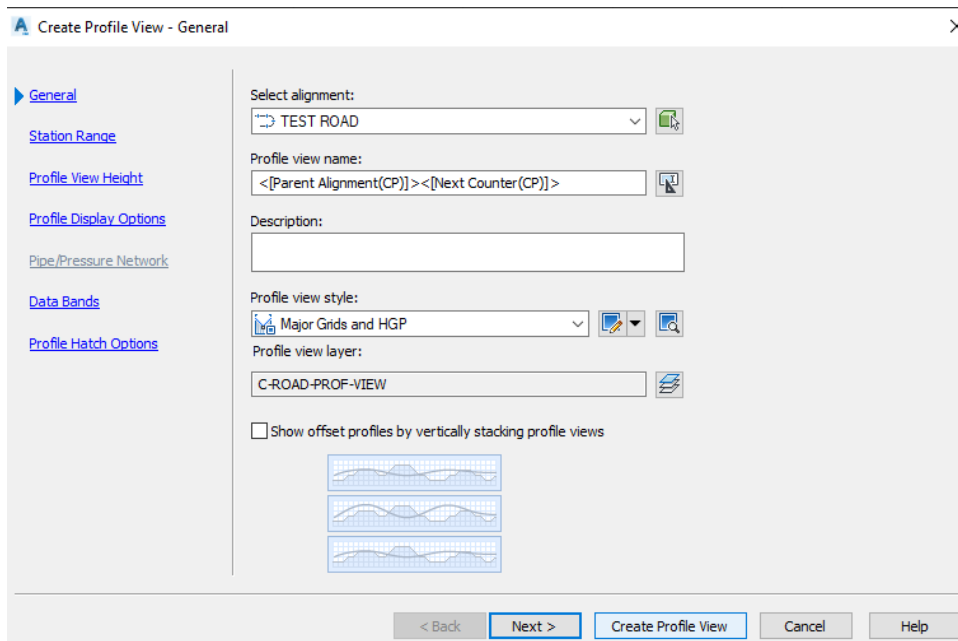 Create Profile View - General
General
Station Range
Profile View Height
Profile Display Options
Pipe/Pressure Network
Data Bands
Profile Hatch Options
Select alignment:
TEST ROAD
Profile view name:
<[Parent Alignment(CP)]><[Next Counter(CP)]>
Description:
Profile view style:
Major Grids and HGP
Profile view layer:
C-ROAD-PROF-VIEW
Show offset profiles by vertically stacking profile views
< Back Next > Create Profile View Cancel Help